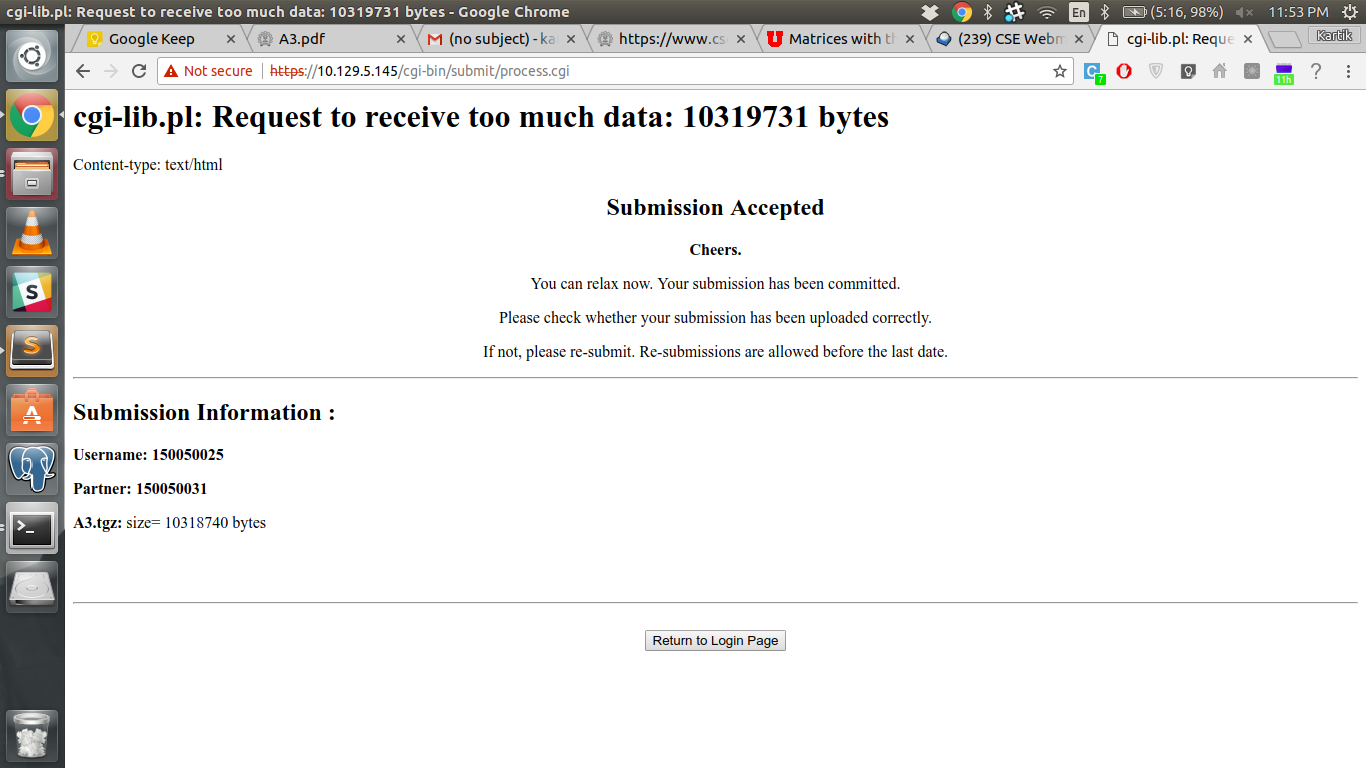 cgi-lib.pl: Request to receive too much data: 10319731 bytes - Google Chrome
En
(5:16, 98%)
11:53 PM
Google Keep
A3.pdf
(no subject) - ka
https://www.cs
Matrices with th
(239) CSE Webm
cgi-lib.pl: Reque
Kartik
Not secure
https://10.129.5.145/cgi-bin/submit/process.cgi
7
11h
cgi-lib.pl: Request to receive too much data: 10319731 bytes
Content-type: text/html
Submission Accepted
Cheers.
You can relax now. Your submission has been committed.
Please check whether your submission has been uploaded correctly.
If not, please re-submit. Re-submissions are allowed before the last date.
Submission Information :
Username: 150050025
Partner: 150050031
A3.tgz: size= 10318740 bytes
Return to Login Page